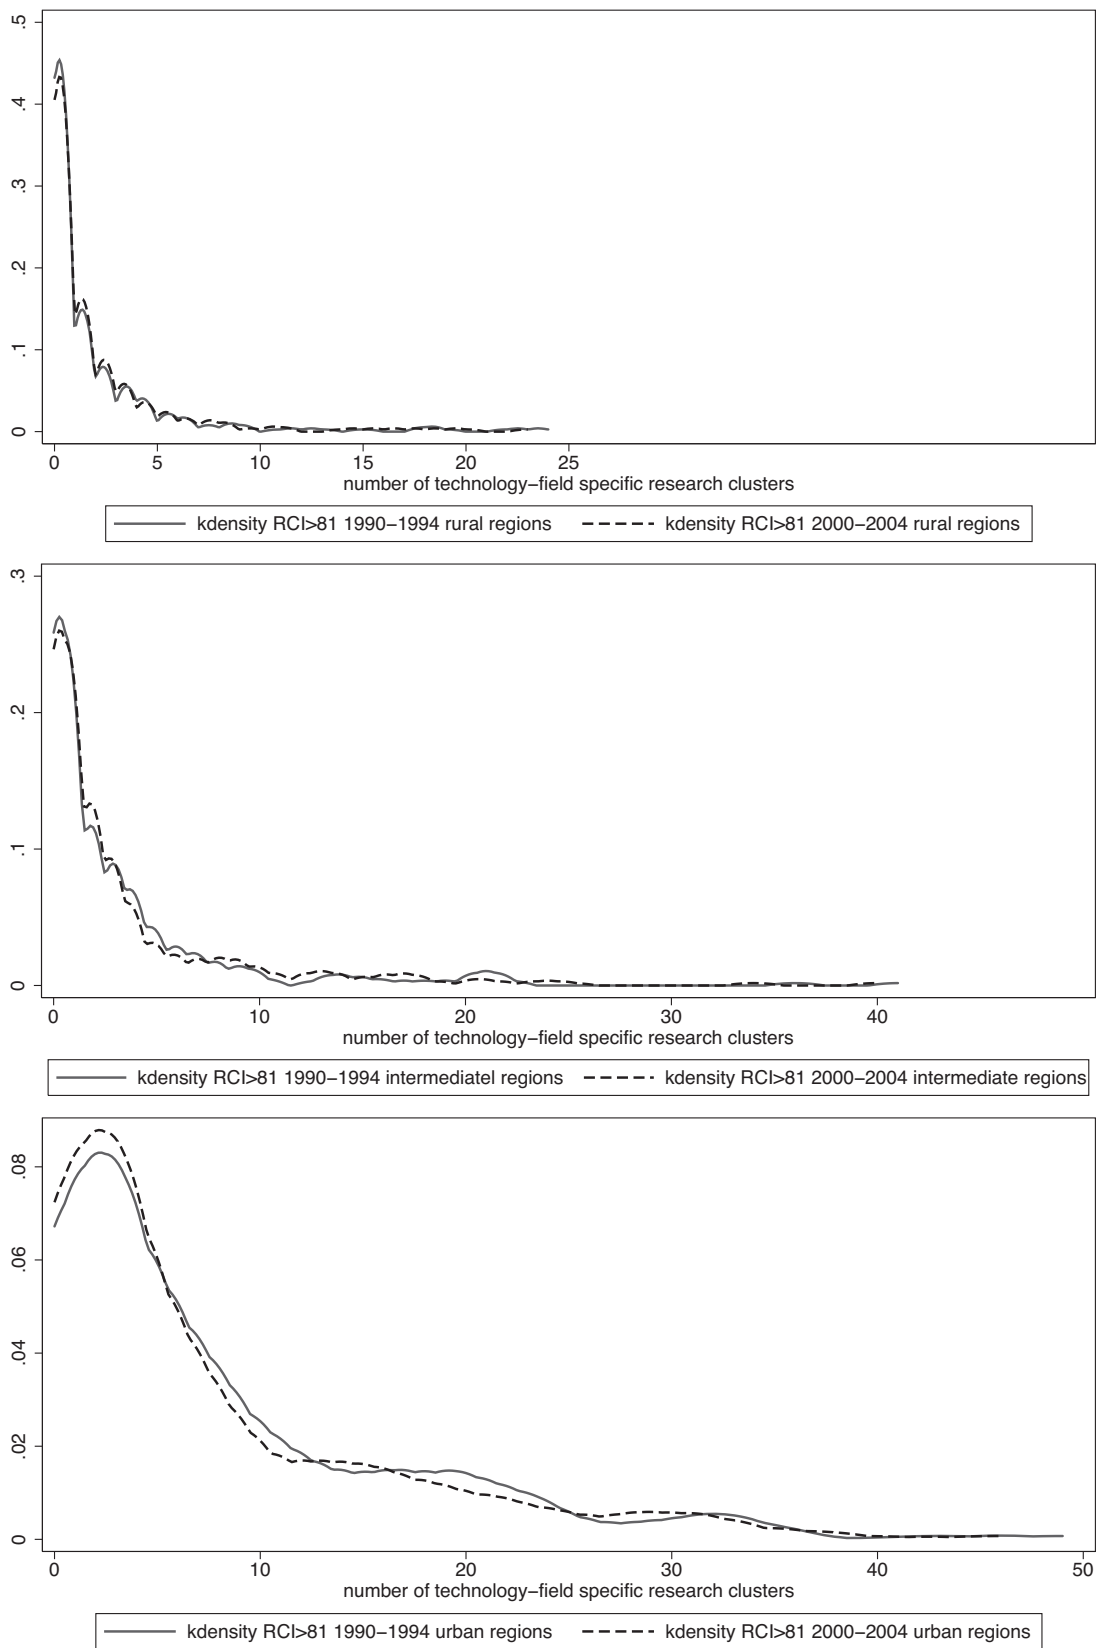 .5
.4
.3
.2
.1
0
0 5 10 15 20 25
number of technology−field specific research clusters
kdensity RCI>81 1990−1994 rural regions kdensity RCI>81 2000−2004 rural regions
.3
.2
.1
0
0 10 20 30 40
number of technology−field specific research clusters
kdensity RCI>81 1990−1994 intermediatel regions kdensity RCI>81 2000−2004 intermediate regions
.08
.06
.04
.02
0
0 10 20 30 40 50
number of technology−field specific research clusters
kdensity RCI>81 1990−1994 urban regions kdensity RCI>81 2000−2004 urban regions